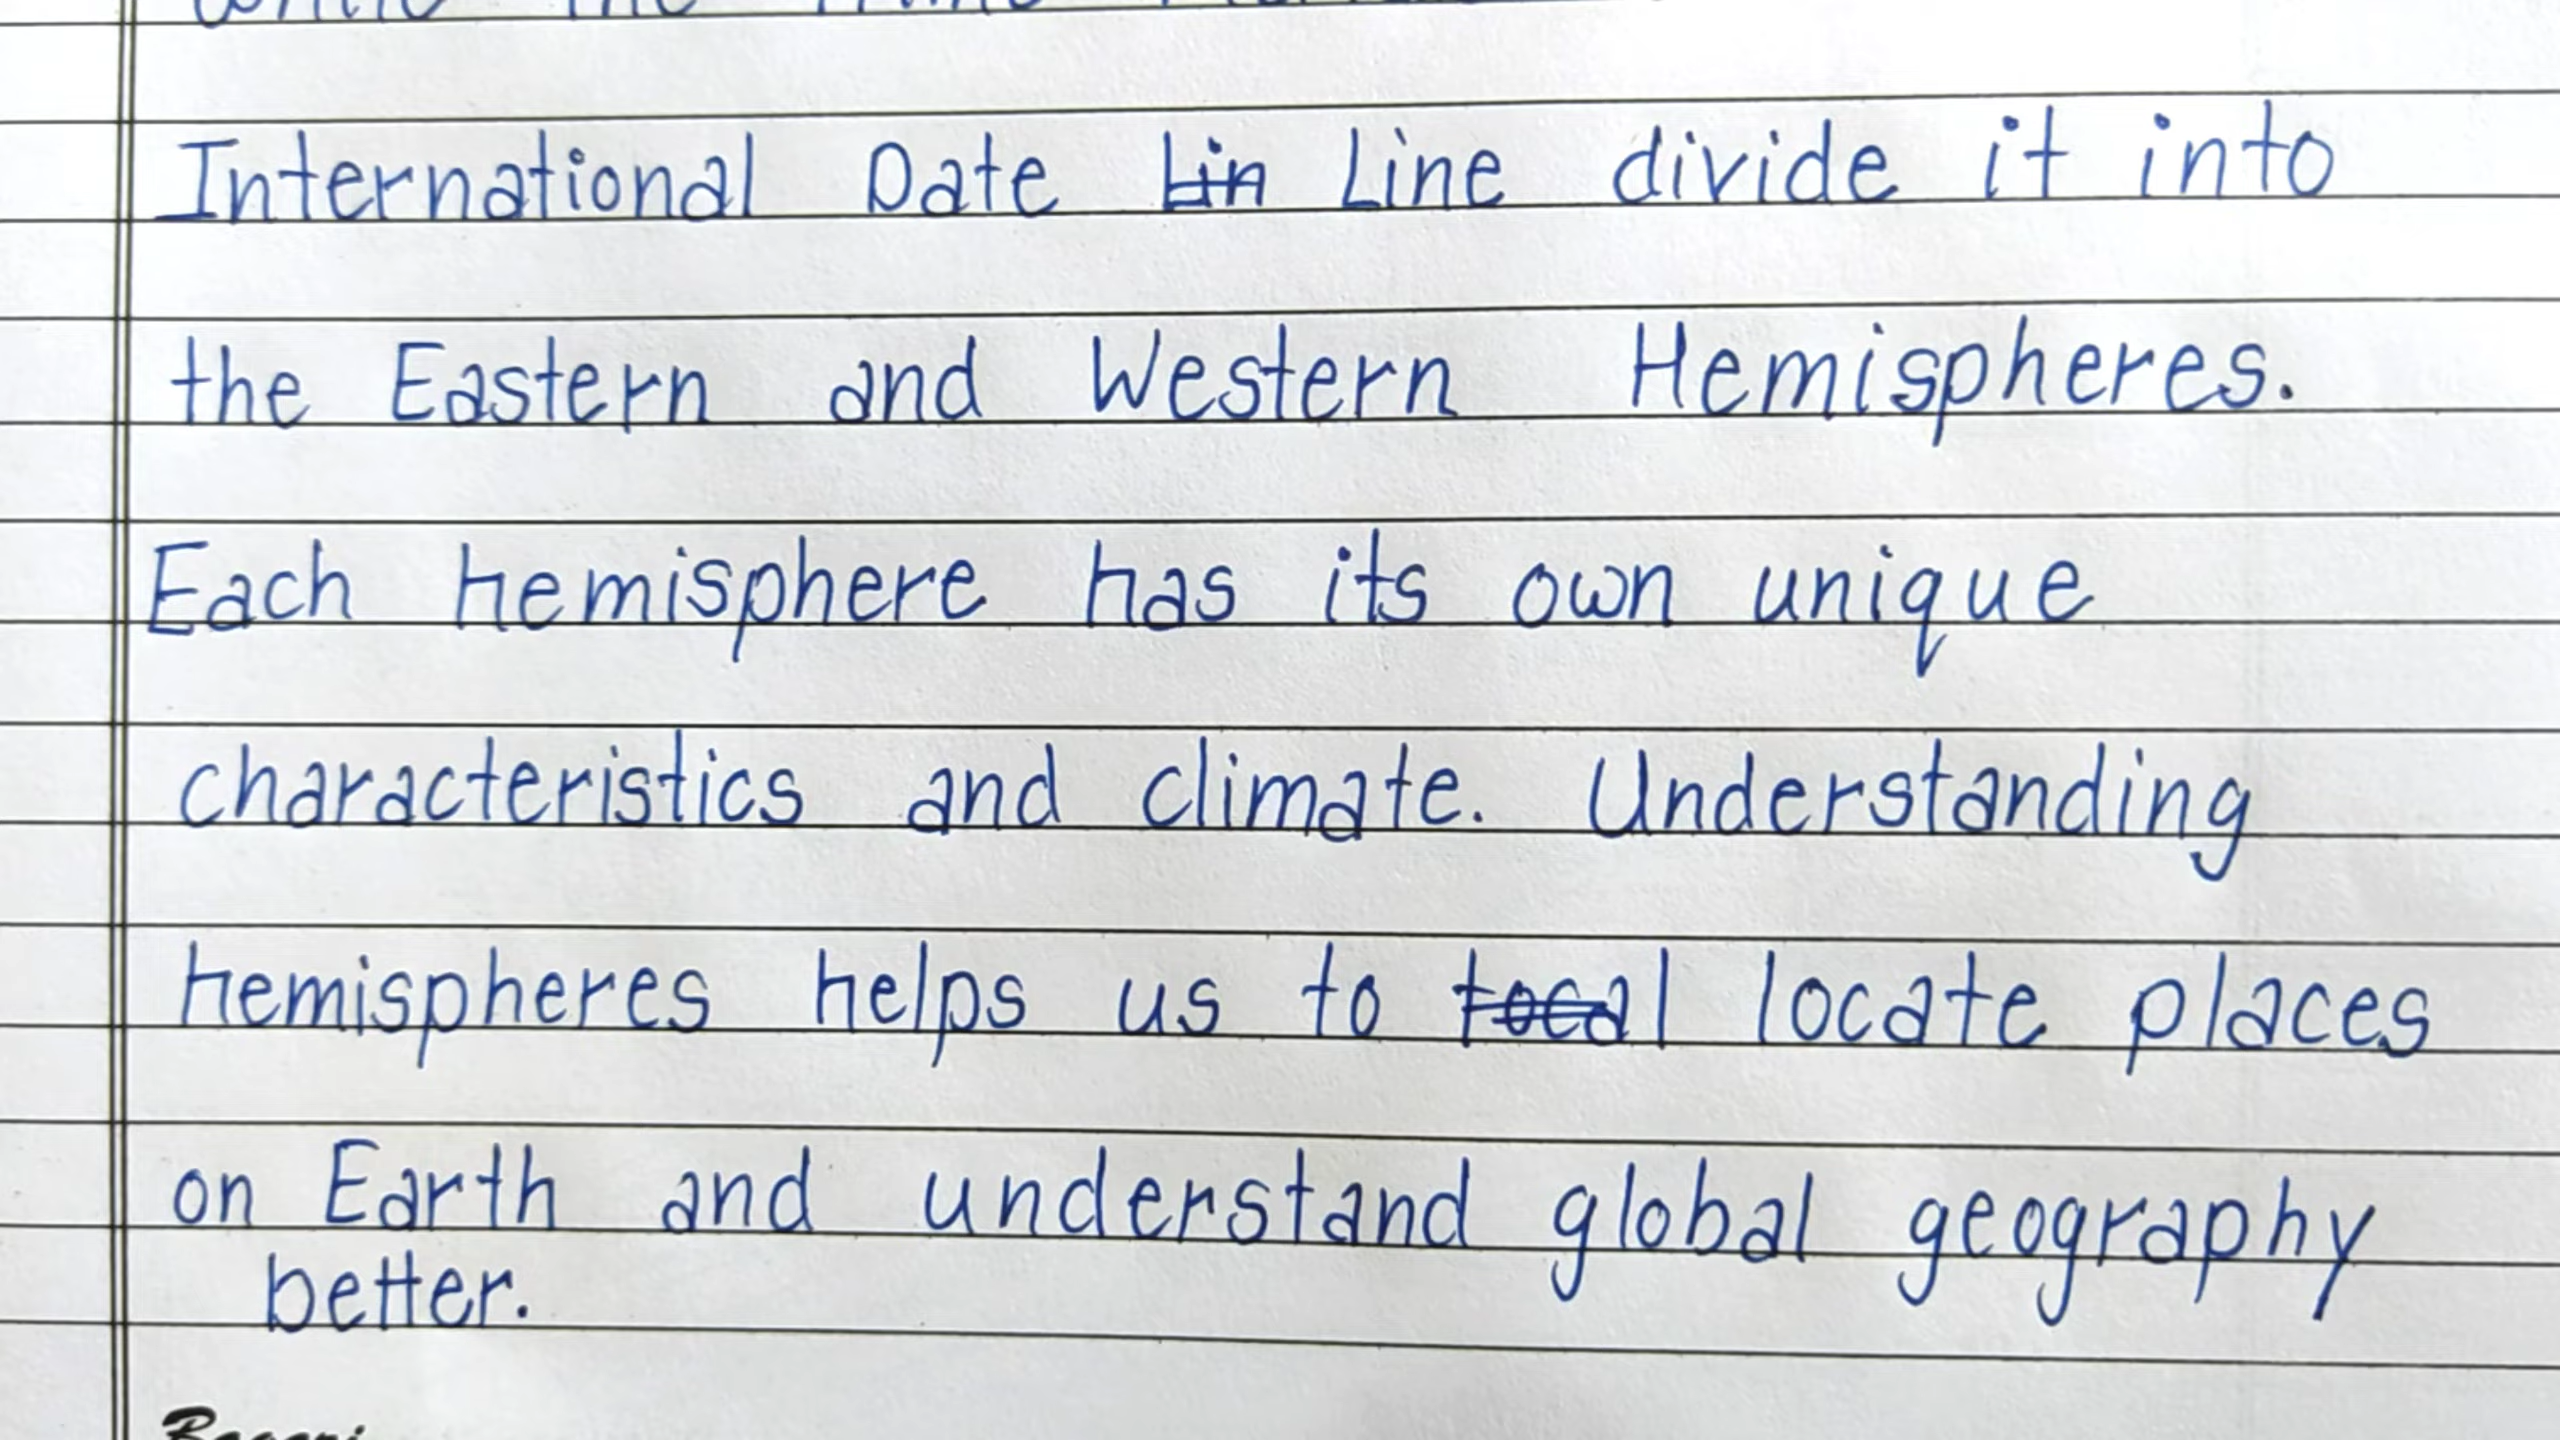 International Date ~~Lin~~ Line divide it into
the Eastern and Western Hemispheres.
Each hemisphere has its own unique
characteristics and climate. Understanding
hemispheres helps us to ~~local~~ locate places
on Earth and understand global geography
better.